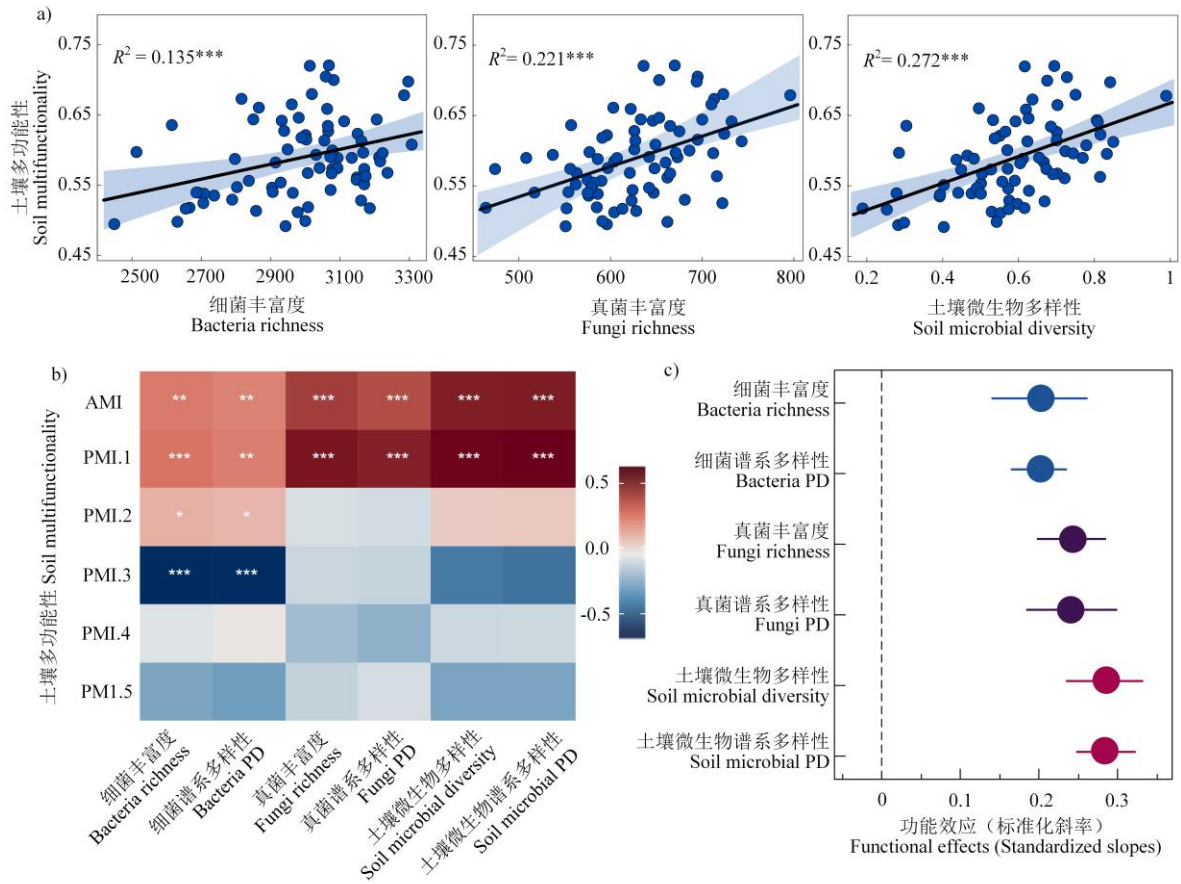 a)
0.75
0.65
0.55
0.45
土壤多功能性
Soil multifunctionality
R² = 0.135***
2500
2700
2900
3100
3300
细菌丰富度
Bacteria richness
0.75
0.65
0.55
0.45
R²= 0.221***
500
600
700
800
真菌丰富度
Fungi richness
0.75
0.65
0.55
0.45
R²= 0.272***
0.2
0.4
0.6
0.8
1
土壤微生物多样性
Soil microbial diversity
b)
土壤多功能性 Soil multifunctionality
AMI
** ** *** *** *** ***
PMI.1
*** ** *** *** *** ***
PMI.2
* *
PMI.3
*** ***
PMI.4
PM1.5
0.5
0.0
-0.5
细菌丰富度
Bacteria richness
细菌谱系多样性
Bacteria PD
真菌丰富度
Fungi richness
真菌谱系多样性
Fungi PD
土壤微生物多样性
Soil microbial diversity
土壤微生物谱系多样性
Soil microbial PD
c)
细菌丰富度
Bacteria richness
细菌谱系多样性
Bacteria PD
真菌丰富度
Fungi richness
真菌谱系多样性
Fungi PD
土壤微生物多样性
Soil microbial diversity
土壤微生物谱系多样性
Soil microbial PD
0
0.1
0.2
0.3
功能效应（标准化斜率）
Functional effects (Standardized slopes)